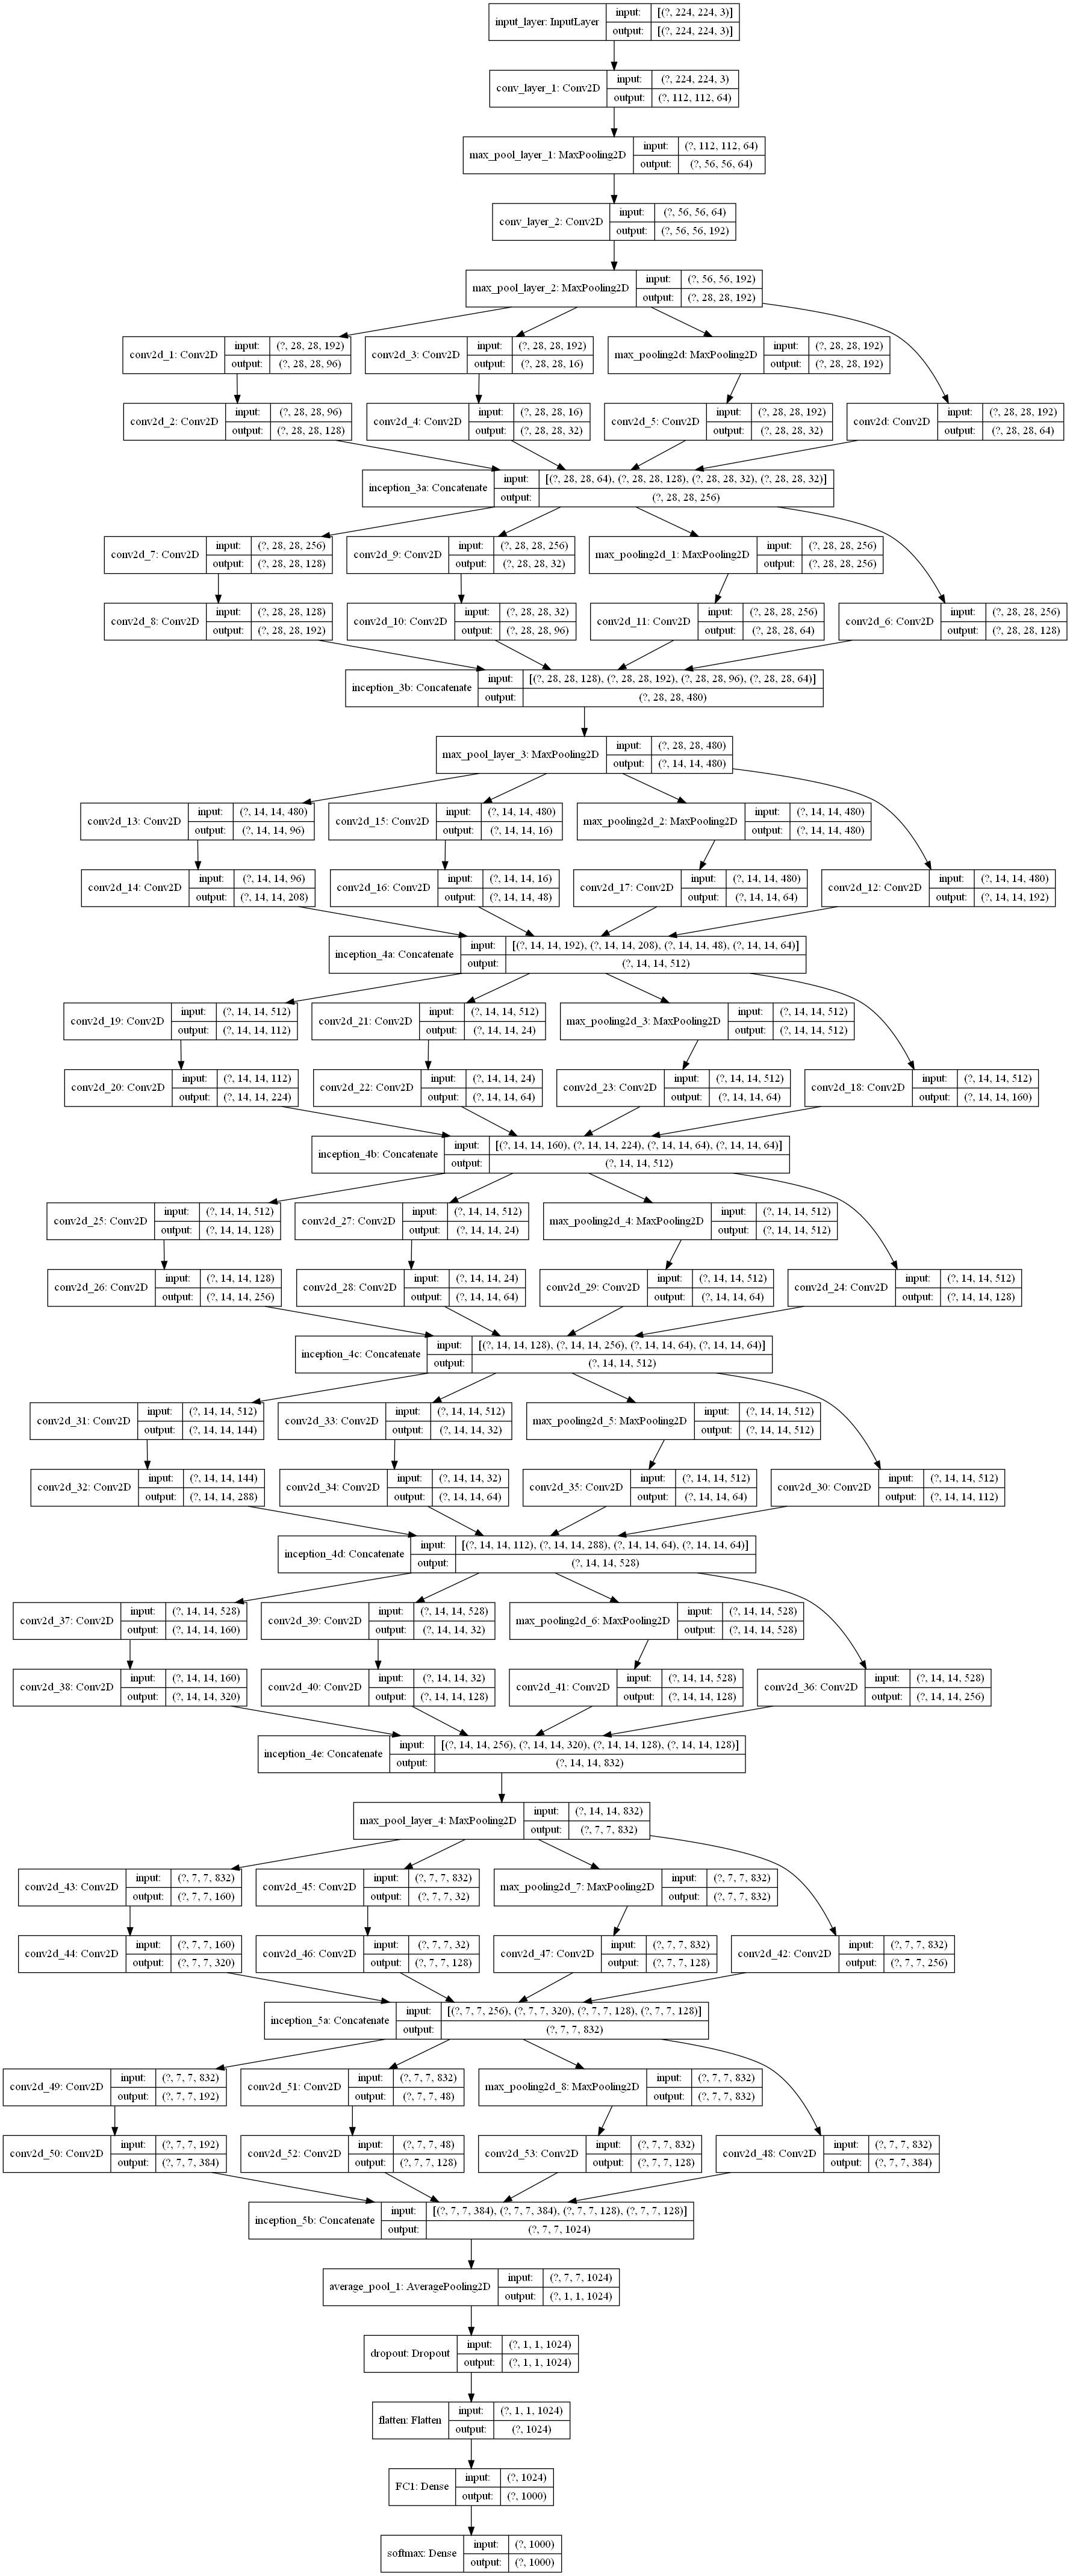 input_layer: InputLayer
input: [(?, 224, 224, 3)]
output: [(?, 224, 224, 3)]
conv_layer_1: Conv2D
input: (?, 224, 224, 3)
output: (?, 112, 112, 64)
max_pool_layer_1: MaxPooling2D
input: (?, 112, 112, 64)
output: (?, 56, 56, 64)
conv_layer_2: Conv2D
input: (?, 56, 56, 64)
output: (?, 56, 56, 192)
max_pool_layer_2: MaxPooling2D
input: (?, 56, 56, 192)
output: (?, 28, 28, 192)
conv2d_1: Conv2D
input: (?, 28, 28, 192)
output: (?, 28, 28, 96)
conv2d_3: Conv2D
input: (?, 28, 28, 192)
output: (?, 28, 28, 16)
max_pooling2d: MaxPooling2D
input: (?, 28, 28, 192)
output: (?, 28, 28, 192)
conv2d_2: Conv2D
input: (?, 28, 28, 96)
output: (?, 28, 28, 128)
conv2d_4: Conv2D
input: (?, 28, 28, 16)
output: (?, 28, 28, 32)
conv2d_5: Conv2D
input: (?, 28, 28, 192)
output: (?, 28, 28, 32)
conv2d: Conv2D
input: (?, 28, 28, 192)
output: (?, 28, 28, 64)
inception_3a: Concatenate
input: [(?, 28, 28, 64), (?, 28, 28, 128), (?, 28, 28, 32), (?, 28, 28, 32)]
output: (?, 28, 28, 256)
conv2d_7: Conv2D
input: (?, 28, 28, 256)
output: (?, 28, 28, 128)
conv2d_9: Conv2D
input: (?, 28, 28, 256)
output: (?, 28, 28, 32)
max_pooling2d_1: MaxPooling2D
input: (?, 28, 28, 256)
output: (?, 28, 28, 256)
conv2d_8: Conv2D
input: (?, 28, 28, 128)
output: (?, 28, 28, 192)
conv2d_10: Conv2D
input: (?, 28, 28, 32)
output: (?, 28, 28, 96)
conv2d_11: Conv2D
input: (?, 28, 28, 256)
output: (?, 28, 28, 64)
conv2d_6: Conv2D
input: (?, 28, 28, 256)
output: (?, 28, 28, 128)
inception_3b: Concatenate
input: [(?, 28, 28, 128), (?, 28, 28, 192), (?, 28, 28, 96), (?, 28, 28, 64)]
output: (?, 28, 28, 480)
max_pool_layer_3: MaxPooling2D
input: (?, 28, 28, 480)
output: (?, 14, 14, 480)
conv2d_13: Conv2D
input: (?, 14, 14, 480)
output: (?, 14, 14, 96)
conv2d_15: Conv2D
input: (?, 14, 14, 480)
output: (?, 14, 14, 16)
max_pooling2d_2: MaxPooling2D
input: (?, 14, 14, 480)
output: (?, 14, 14, 480)
conv2d_14: Conv2D
input: (?, 14, 14, 96)
output: (?, 14, 14, 208)
conv2d_16: Conv2D
input: (?, 14, 14, 16)
output: (?, 14, 14, 48)
conv2d_17: Conv2D
input: (?, 14, 14, 480)
output: (?, 14, 14, 64)
conv2d_12: Conv2D
input: (?, 14, 14, 480)
output: (?, 14, 14, 192)
inception_4a: Concatenate
input: [(?, 14, 14, 192), (?, 14, 14, 208), (?, 14, 14, 48), (?, 14, 14, 64)]
output: (?, 14, 14, 512)
conv2d_19: Conv2D
input: (?, 14, 14, 512)
output: (?, 14, 14, 112)
conv2d_21: Conv2D
input: (?, 14, 14, 512)
output: (?, 14, 14, 24)
max_pooling2d_3: MaxPooling2D
input: (?, 14, 14, 512)
output: (?, 14, 14, 512)
conv2d_20: Conv2D
input: (?, 14, 14, 112)
output: (?, 14, 14, 224)
conv2d_22: Conv2D
input: (?, 14, 14, 24)
output: (?, 14, 14, 64)
conv2d_23: Conv2D
input: (?, 14, 14, 512)
output: (?, 14, 14, 64)
conv2d_18: Conv2D
input: (?, 14, 14, 512)
output: (?, 14, 14, 160)
inception_4b: Concatenate
input: [(?, 14, 14, 160), (?, 14, 14, 224), (?, 14, 14, 64), (?, 14, 14, 64)]
output: (?, 14, 14, 512)
conv2d_25: Conv2D
input: (?, 14, 14, 512)
output: (?, 14, 14, 128)
conv2d_27: Conv2D
input: (?, 14, 14, 512)
output: (?, 14, 14, 24)
max_pooling2d_4: MaxPooling2D
input: (?, 14, 14, 512)
output: (?, 14, 14, 512)
conv2d_26: Conv2D
input: (?, 14, 14, 128)
output: (?, 14, 14, 256)
conv2d_28: Conv2D
input: (?, 14, 14, 24)
output: (?, 14, 14, 64)
conv2d_29: Conv2D
input: (?, 14, 14, 512)
output: (?, 14, 14, 64)
conv2d_24: Conv2D
input: (?, 14, 14, 512)
output: (?, 14, 14, 128)
inception_4c: Concatenate
input: [(?, 14, 14, 128), (?, 14, 14, 256), (?, 14, 14, 64), (?, 14, 14, 64)]
output: (?, 14, 14, 512)
conv2d_31: Conv2D
input: (?, 14, 14, 512)
output: (?, 14, 14, 144)
conv2d_33: Conv2D
input: (?, 14, 14, 512)
output: (?, 14, 14, 32)
max_pooling2d_5: MaxPooling2D
input: (?, 14, 14, 512)
output: (?, 14, 14, 512)
conv2d_32: Conv2D
input: (?, 14, 14, 144)
output: (?, 14, 14, 288)
conv2d_34: Conv2D
input: (?, 14, 14, 32)
output: (?, 14, 14, 64)
conv2d_35: Conv2D
input: (?, 14, 14, 512)
output: (?, 14, 14, 64)
conv2d_30: Conv2D
input: (?, 14, 14, 512)
output: (?, 14, 14, 112)
inception_4d: Concatenate
input: [(?, 14, 14, 112), (?, 14, 14, 288), (?, 14, 14, 64), (?, 14, 14, 64)]
output: (?, 14, 14, 528)
conv2d_37: Conv2D
input: (?, 14, 14, 528)
output: (?, 14, 14, 160)
conv2d_39: Conv2D
input: (?, 14, 14, 528)
output: (?, 14, 14, 32)
max_pooling2d_6: MaxPooling2D
input: (?, 14, 14, 528)
output: (?, 14, 14, 528)
conv2d_38: Conv2D
input: (?, 14, 14, 160)
output: (?, 14, 14, 320)
conv2d_40: Conv2D
input: (?, 14, 14, 32)
output: (?, 14, 14, 128)
conv2d_41: Conv2D
input: (?, 14, 14, 528)
output: (?, 14, 14, 128)
conv2d_36: Conv2D
input: (?, 14, 14, 528)
output: (?, 14, 14, 256)
inception_4e: Concatenate
input: [(?, 14, 14, 256), (?, 14, 14, 320), (?, 14, 14, 128), (?, 14, 14, 128)]
output: (?, 14, 14, 832)
max_pool_layer_4: MaxPooling2D
input: (?, 14, 14, 832)
output: (?, 7, 7, 832)
conv2d_43: Conv2D
input: (?, 7, 7, 832)
output: (?, 7, 7, 160)
conv2d_45: Conv2D
input: (?, 7, 7, 832)
output: (?, 7, 7, 32)
max_pooling2d_7: MaxPooling2D
input: (?, 7, 7, 832)
output: (?, 7, 7, 832)
conv2d_44: Conv2D
input: (?, 7, 7, 160)
output: (?, 7, 7, 320)
conv2d_46: Conv2D
input: (?, 7, 7, 32)
output: (?, 7, 7, 128)
conv2d_47: Conv2D
input: (?, 7, 7, 832)
output: (?, 7, 7, 128)
conv2d_42: Conv2D
input: (?, 7, 7, 832)
output: (?, 7, 7, 256)
inception_5a: Concatenate
input: [(?, 7, 7, 256), (?, 7, 7, 320), (?, 7, 7, 128), (?, 7, 7, 128)]
output: (?, 7, 7, 832)
conv2d_49: Conv2D
input: (?, 7, 7, 832)
output: (?, 7, 7, 192)
conv2d_51: Conv2D
input: (?, 7, 7, 832)
output: (?, 7, 7, 48)
max_pooling2d_8: MaxPooling2D
input: (?, 7, 7, 832)
output: (?, 7, 7, 832)
conv2d_50: Conv2D
input: (?, 7, 7, 192)
output: (?, 7, 7, 384)
conv2d_52: Conv2D
input: (?, 7, 7, 48)
output: (?, 7, 7, 128)
conv2d_53: Conv2D
input: (?, 7, 7, 832)
output: (?, 7, 7, 128)
conv2d_48: Conv2D
input: (?, 7, 7, 832)
output: (?, 7, 7, 384)
inception_5b: Concatenate
input: [(?, 7, 7, 384), (?, 7, 7, 384), (?, 7, 7, 128), (?, 7, 7, 128)]
output: (?, 7, 7, 1024)
average_pool_1: AveragePooling2D
input: (?, 7, 7, 1024)
output: (?, 1, 1, 1024)
dropout: Dropout
input: (?, 1, 1, 1024)
output: (?, 1, 1, 1024)
flatten: Flatten
input: (?, 1, 1, 1024)
output: (?, 1024)
FC1: Dense
input: (?, 1024)
output: (?, 1000)
softmax: Dense
input: (?, 1000)
output: (?, 1000)